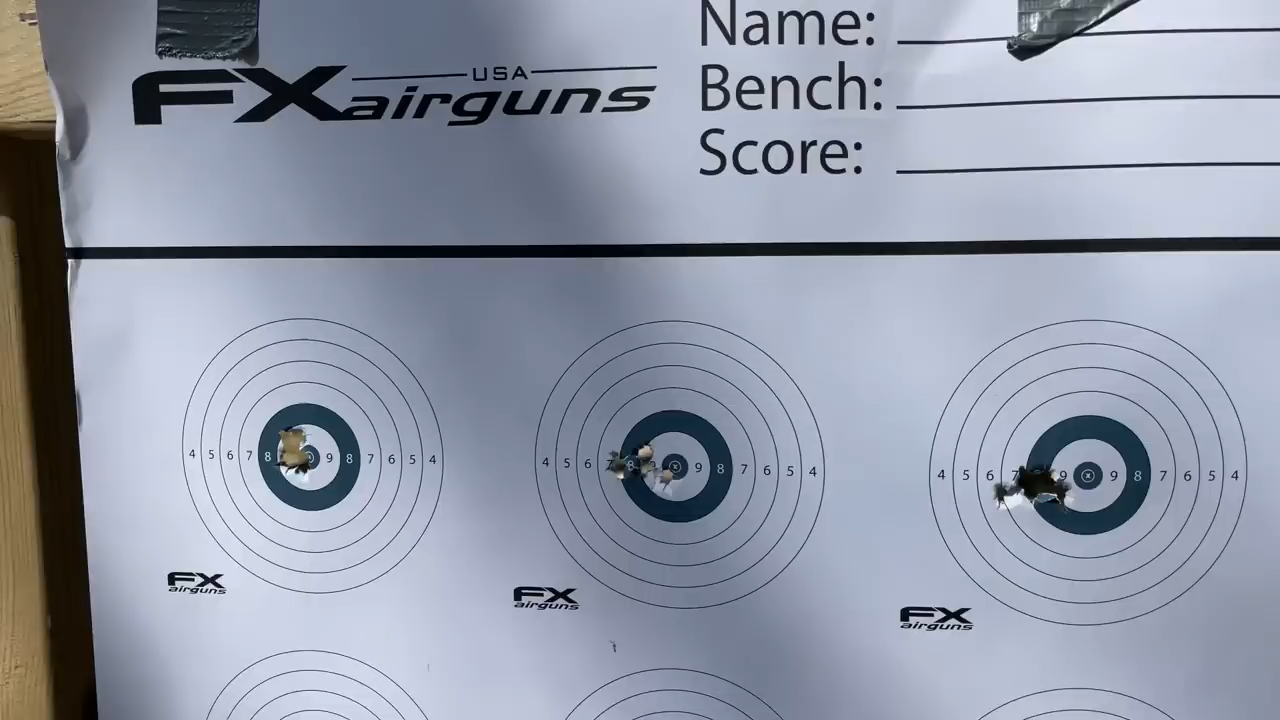 Name:
USA
FX airguns
Bench:
Score:
4 5 6 7 8 9 8 7 6 5 4
4 5 6 7 8 x 9 8 7 6 5 4
4 5 6 9 x 9 8 7 6 5 4
FX airguns
FX airguns
FX airguns